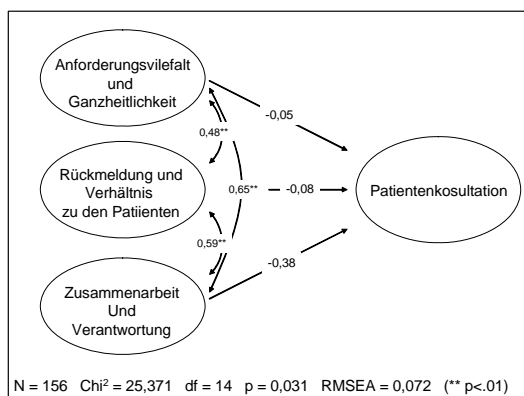 Anforderungsvilefalt
und
Ganzheitlichkeit
-0,05
0,48**
Rückmeldung und
Verhältnis
zu den Patiienten
0,65**
-0,08
Patientenkosultation
0,59**
-0,38
Zusammenarbeit
Und
Verantwortung
N = 156 Chi² = 25,371 df = 14 p = 0,031 RMSEA = 0,072 (** p<.01)